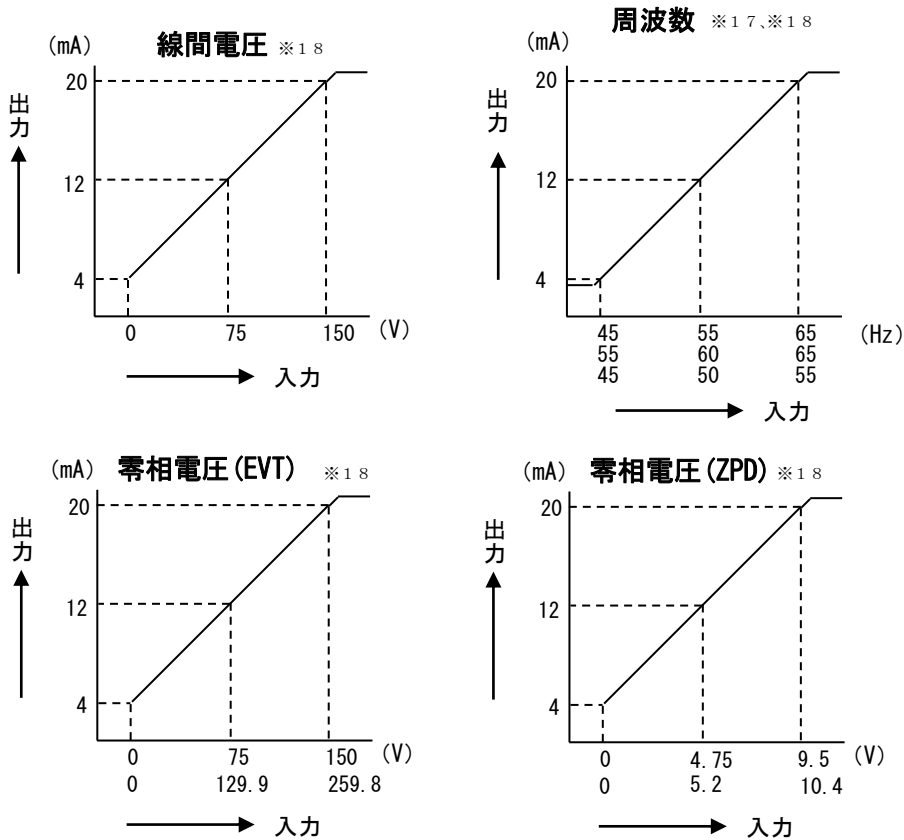 線間電圧 ※18
(mA)
20
12
4
出力
0 75 150 (V)
入力
周波数 ※17、※18
(mA)
20
12
4
出力
45 55 65 (Hz)
55 60 65
45 50 55
入力
零相電圧(EVT) ※18
(mA)
20
12
4
出力
0 75 150 (V)
0 129.9 259.8
入力
零相電圧(ZPD) ※18
(mA)
20
12
4
出力
0 4.75 9.5 (V)
0 5.2 10.4
入力